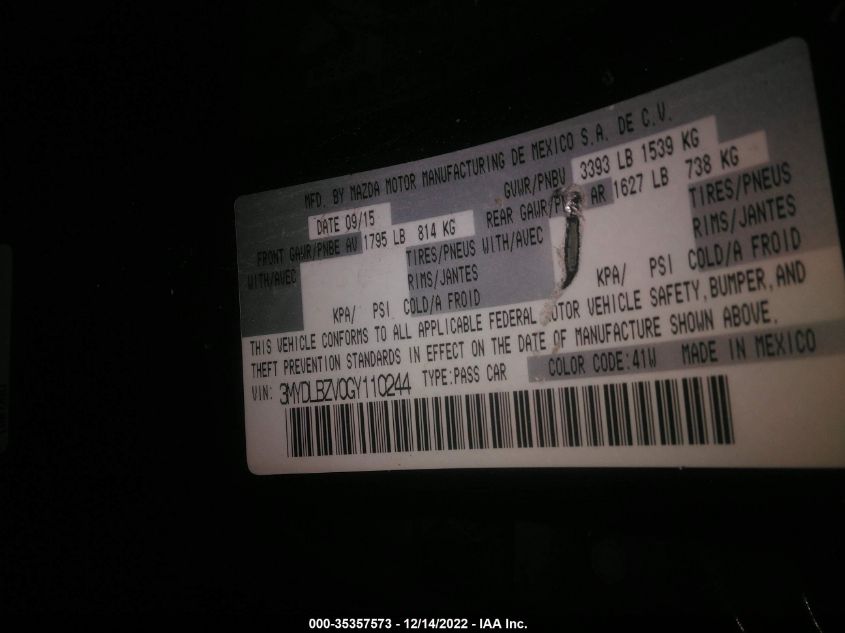 MFD. BY MAZDA MOTOR MANUFACTURING DE MEXICO S.A. DE C.V.
DATE 09/15 GVWR/PNBV 3393 LB 1539 KG
FRONT GAWR/PNBE AV 1795 LB 814 KG REAR GAWR/ AR 1627 LB 738 KG
WITH/AVEC TIRES/PNEUS WITH/AVEC TIRES/PNEUS
RIMS/JANTES RIMS/JANTES
KPA/ PSI COLD/A FROID KPA/ PSI COLD/A FROID
THIS VEHICLE CONFORMS TO ALL APPLICABLE FEDERAL MOTOR VEHICLE SAFETY, BUMPER, AND
THEFT PREVENTION STANDARDS IN EFFECT ON THE DATE OF MANUFACTURE SHOWN ABOVE.
VIN: 3MYDLBZV0GY110244 TYPE:PASS CAR COLOR CODE:41W MADE IN MEXICO
000-35357573 - 12/14/2022 - IAA Inc.